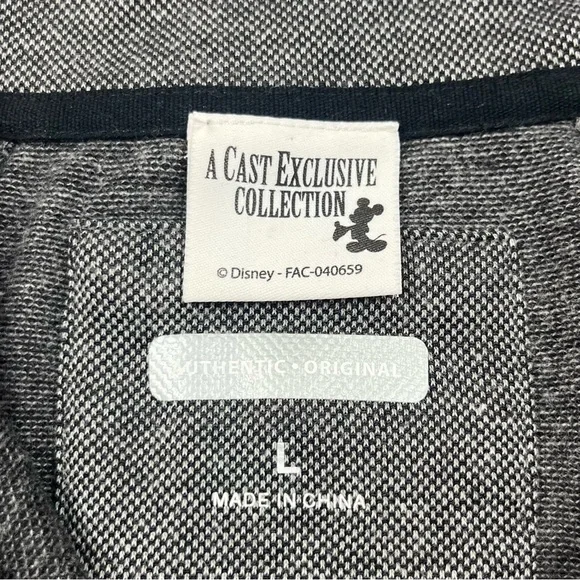 A CAST EXCLUSIVE
COLLECTION
© Disney - FAC-040659
AUTHENTIC • ORIGINAL
L
MADE IN CHINA